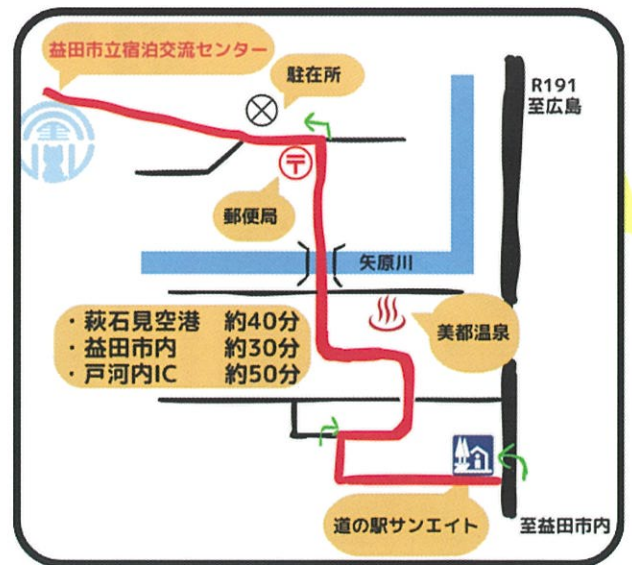 益田市立宿泊交流センター
駐在所
R191
至広島
〒
郵便局
矢原川
・萩石見空港 約40分
・益田市内 約30分
・戸河内IC 約50分
美都温泉
道の駅サンエイト
至益田市内